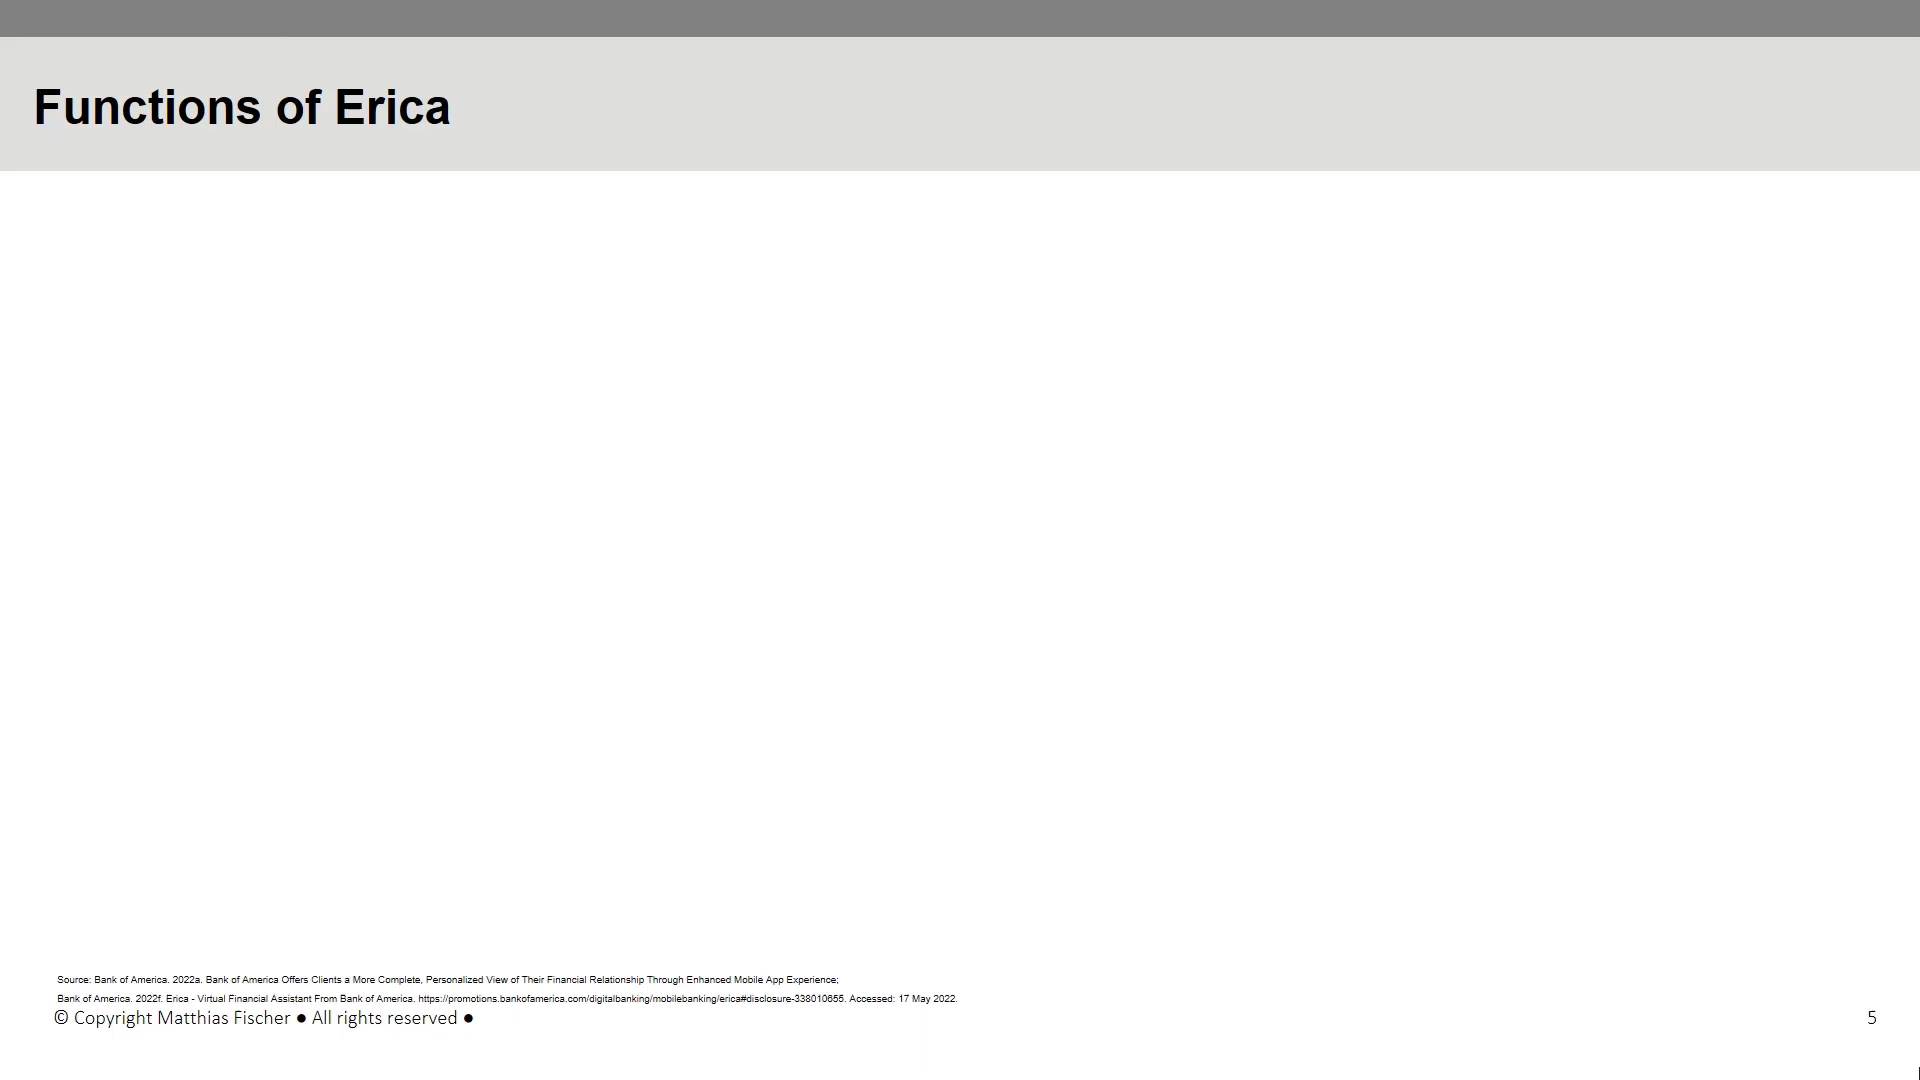 Functions of Erica
Source: Bank of America. 2022a. Bank of America Offers Clients a More Complete, Personalized View of Their Financial Relationship Through Enhanced Mobile App Experience;
Bank of America. 2022f. Erica - Virtual Financial Assistant From Bank of America. https://promotions.bankofamerica.com/digitalbanking/mobilebanking/erica#disclosure-338010655. Accessed: 17 May 2022.
© Copyright Matthias Fischer ● All rights reserved ●
5